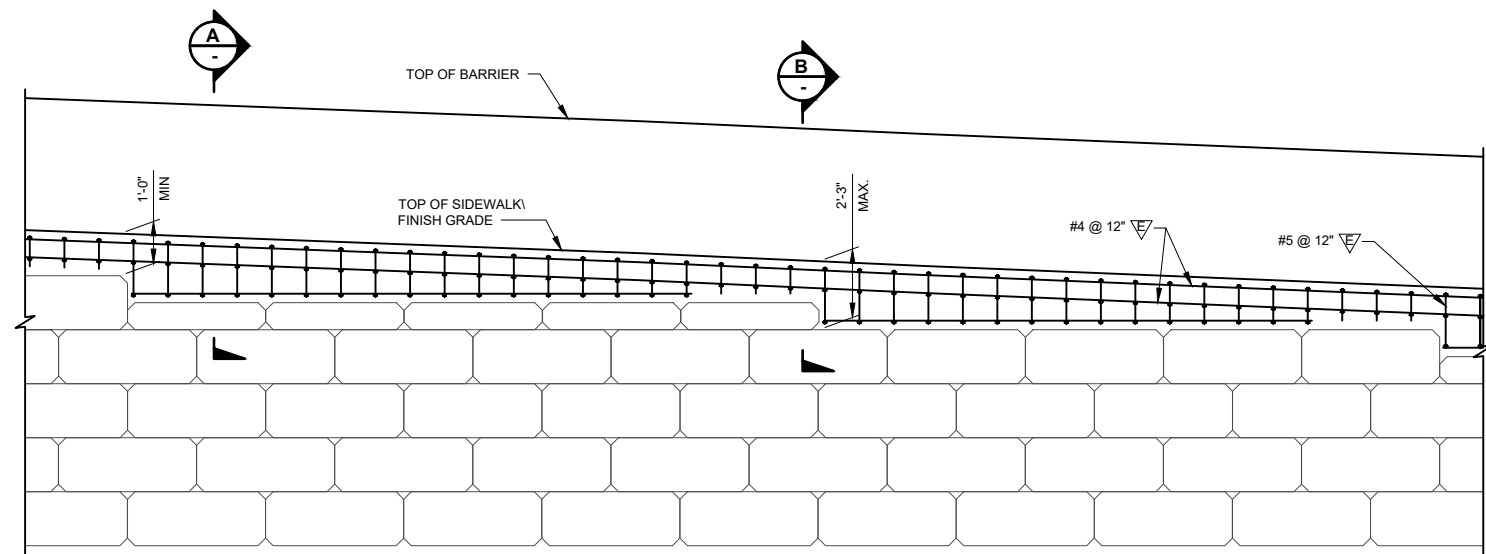 A
-
B
-
TOP OF BARRIER
1'-0"
MIN
TOP OF SIDEWALK\
FINISH GRADE
2'-3"
MAX.
#4 @ 12" E
#5 @ 12" E